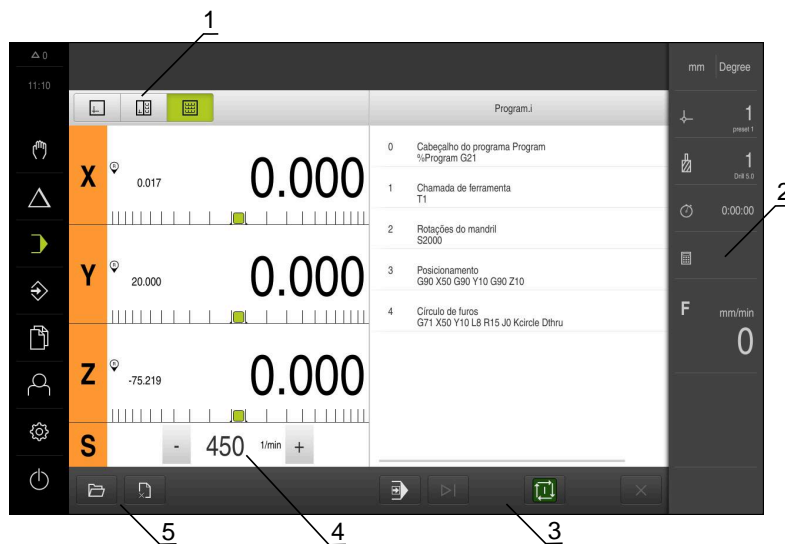 1
0
11:10
mm Degree
Program.i
1
preset 1
1
Drill 5.0
0:00:00
2
F mm/min
0
X R 0.017 0.000
Y R 20.000 0.000
Z R -75.219 0.000
S - 450 1/min +
0 Cabeçalho do programa Program
%Program G21
1 Chamada de ferramenta
T1
2 Rotações do mandril
S2000
3 Posicionamento
G90 X50 G90 Y10 G90 Z10
4 Círculo de furos
G71 X50 Y10 L8 R15 J0 Kcircle Dthru
5
4
3